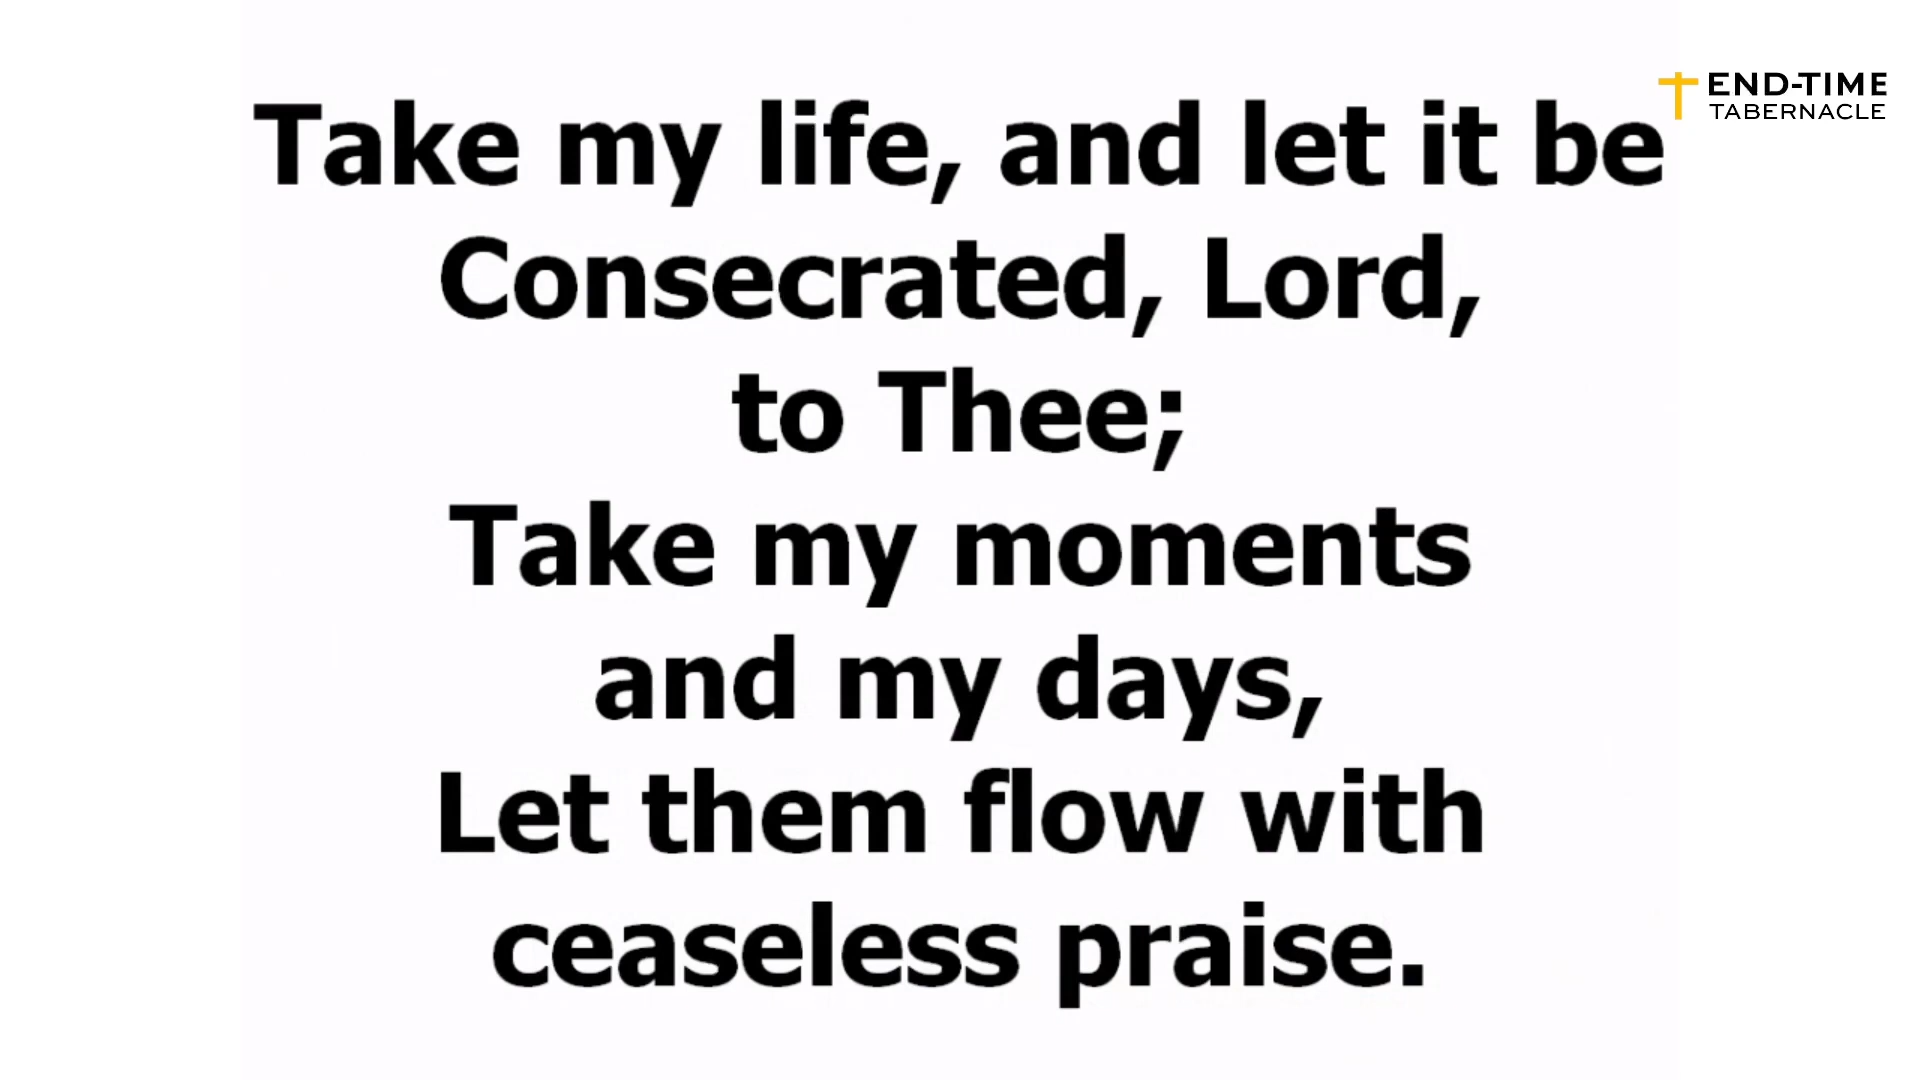 Take my life, and let it be
Consecrated, Lord,
to Thee;
Take my moments
and my days,
Let them flow with
ceaseless praise.
END-TIME
TABERNACLE